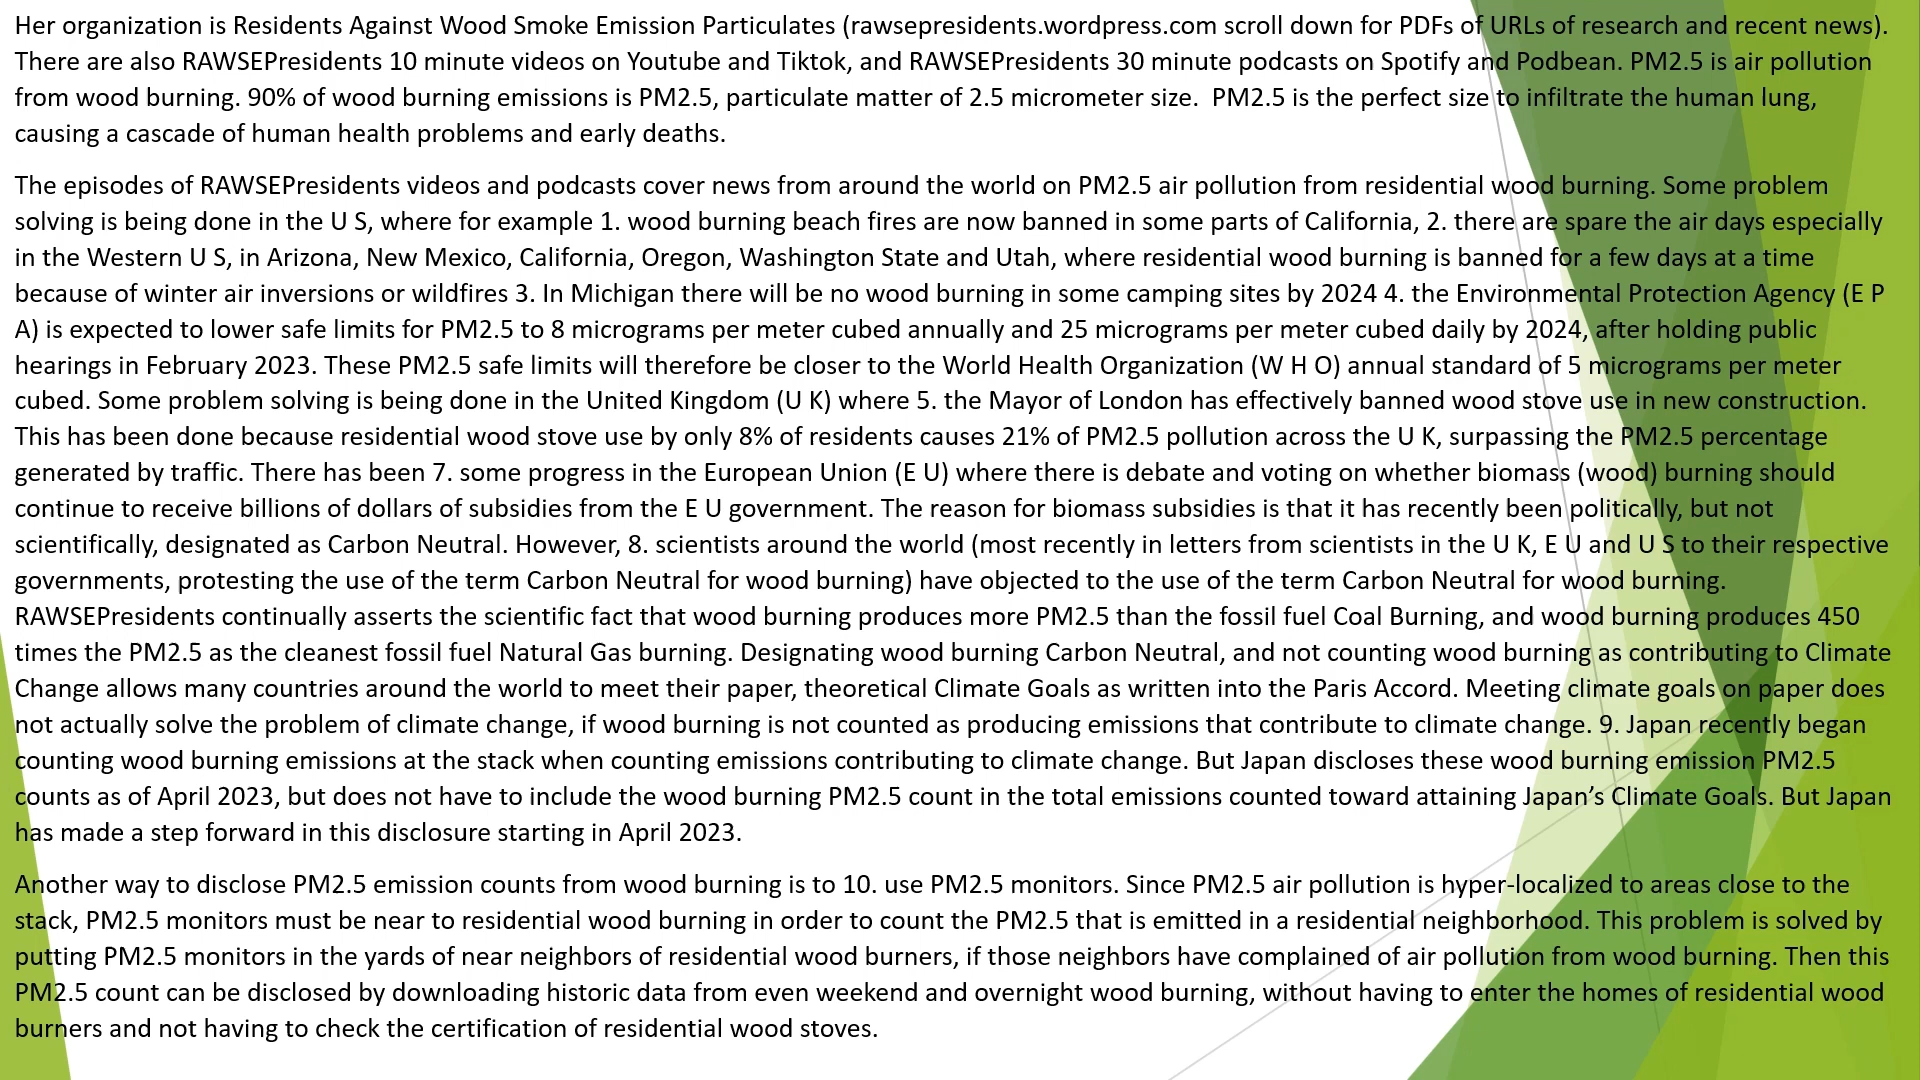 Her organization is Residents Against Wood Smoke Emission Particulates (rawsepresidents.wordpress.com scroll down for PDFs of URLs of research and recent news).
There are also RAWSEPresidents 10 minute videos on Youtube and Tiktok, and RAWSEPresidents 30 minute podcasts on Spotify and Podbean. PM2.5 is air pollution
from wood burning. 90% of wood burning emissions is PM2.5, particulate matter of 2.5 micrometer size.  PM2.5 is the perfect size to infiltrate the human lung,
causing a cascade of human health problems and early deaths.
The episodes of RAWSEPresidents videos and podcasts cover news from around the world on PM2.5 air pollution from residential wood burning. Some problem
solving is being done in the U S, where for example 1. wood burning beach fires are now banned in some parts of California, 2. there are spare the air days especially
in the Western U S, in Arizona, New Mexico, California, Oregon, Washington State and Utah, where residential wood burning is banned for a few days at a time
because of winter air inversions or wildfires 3. In Michigan there will be no wood burning in some camping sites by 2024 4. the Environmental Protection Agency (E P
A) is expected to lower safe limits for PM2.5 to 8 micrograms per meter cubed annually and 25 micrograms per meter cubed daily by 2024, after holding public
hearings in February 2023. These PM2.5 safe limits will therefore be closer to the World Health Organization (W H O) annual standard of 5 micrograms per meter
cubed. Some problem solving is being done in the United Kingdom (U K) where 5. the Mayor of London has effectively banned wood stove use in new construction.
This has been done because residential wood stove use by only 8% of residents causes 21% of PM2.5 pollution across the U K, surpassing the PM2.5 percentage
generated by traffic. There has been 7. some progress in the European Union (E U) where there is debate and voting on whether biomass (wood) burning should
continue to receive billions of dollars of subsidies from the E U government. The reason for biomass subsidies is that it has recently been politically, but not
scientifically, designated as Carbon Neutral. However, 8. scientists around the world (most recently in letters from scientists in the U K, E U and U S to their respective
governments, protesting the use of the term Carbon Neutral for wood burning) have objected to the use of the term Carbon Neutral for wood burning.
RAWSEPresidents continually asserts the scientific fact that wood burning produces more PM2.5 than the fossil fuel Coal Burning, and wood burning produces 450
times the PM2.5 as the cleanest fossil fuel Natural Gas burning. Designating wood burning Carbon Neutral, and not counting wood burning as contributing to Climate
Change allows many countries around the world to meet their paper, theoretical Climate Goals as written into the Paris Accord. Meeting climate goals on paper does
not actually solve the problem of climate change, if wood burning is not counted as producing emissions that contribute to climate change. 9. Japan recently began
counting wood burning emissions at the stack when counting emissions contributing to climate change. But Japan discloses these wood burning emission PM2.5
counts as of April 2023, but does not have to include the wood burning PM2.5 count in the total emissions counted toward attaining Japan’s Climate Goals. But Japan
has made a step forward in this disclosure starting in April 2023.
Another way to disclose PM2.5 emission counts from wood burning is to 10. use PM2.5 monitors. Since PM2.5 air pollution is hyper-localized to areas close to the
stack, PM2.5 monitors must be near to residential wood burning in order to count the PM2.5 that is emitted in a residential neighborhood. This problem is solved by
putting PM2.5 monitors in the yards of near neighbors of residential wood burners, if those neighbors have complained of air pollution from wood burning. Then this
PM2.5 count can be disclosed by downloading historic data from even weekend and overnight wood burning, without having to enter the homes of residential wood
burners and not having to check the certification of residential wood stoves.